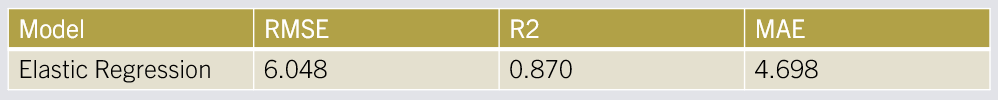 Model RMSE R2 MAE
Elastic Regression 6.048 0.870 4.698